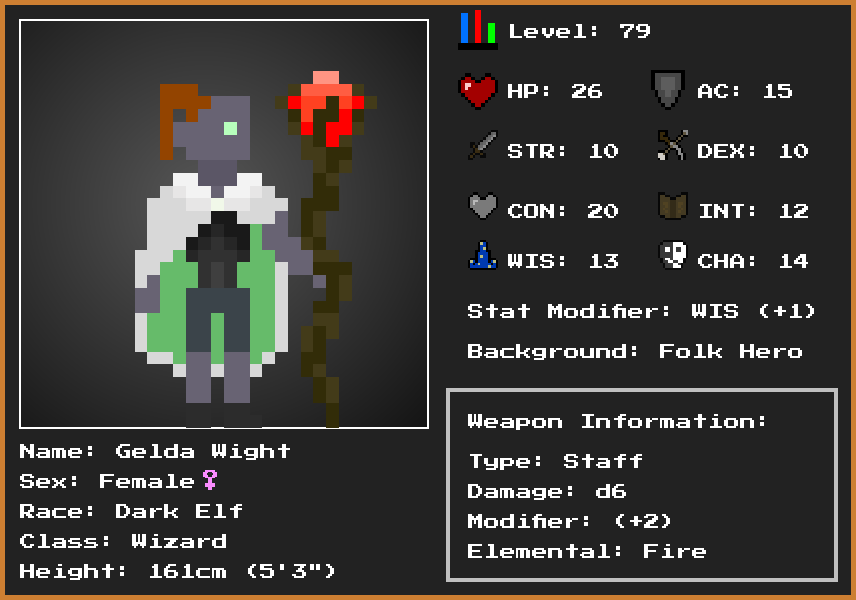 Level: 79
HP: 26 AC: 15
STR: 10 DEX: 10
CON: 20 INT: 12
WIS: 13 CHA: 14
Stat Modifier: WIS (+1)
Background: Folk Hero
Weapon Information:
Type: Staff
Damage: d6
Modifier: (+2)
Elemental: Fire
Name: Gelda Wight
Sex: Female♀
Race: Dark Elf
Class: Wizard
Height: 161cm (5'3")